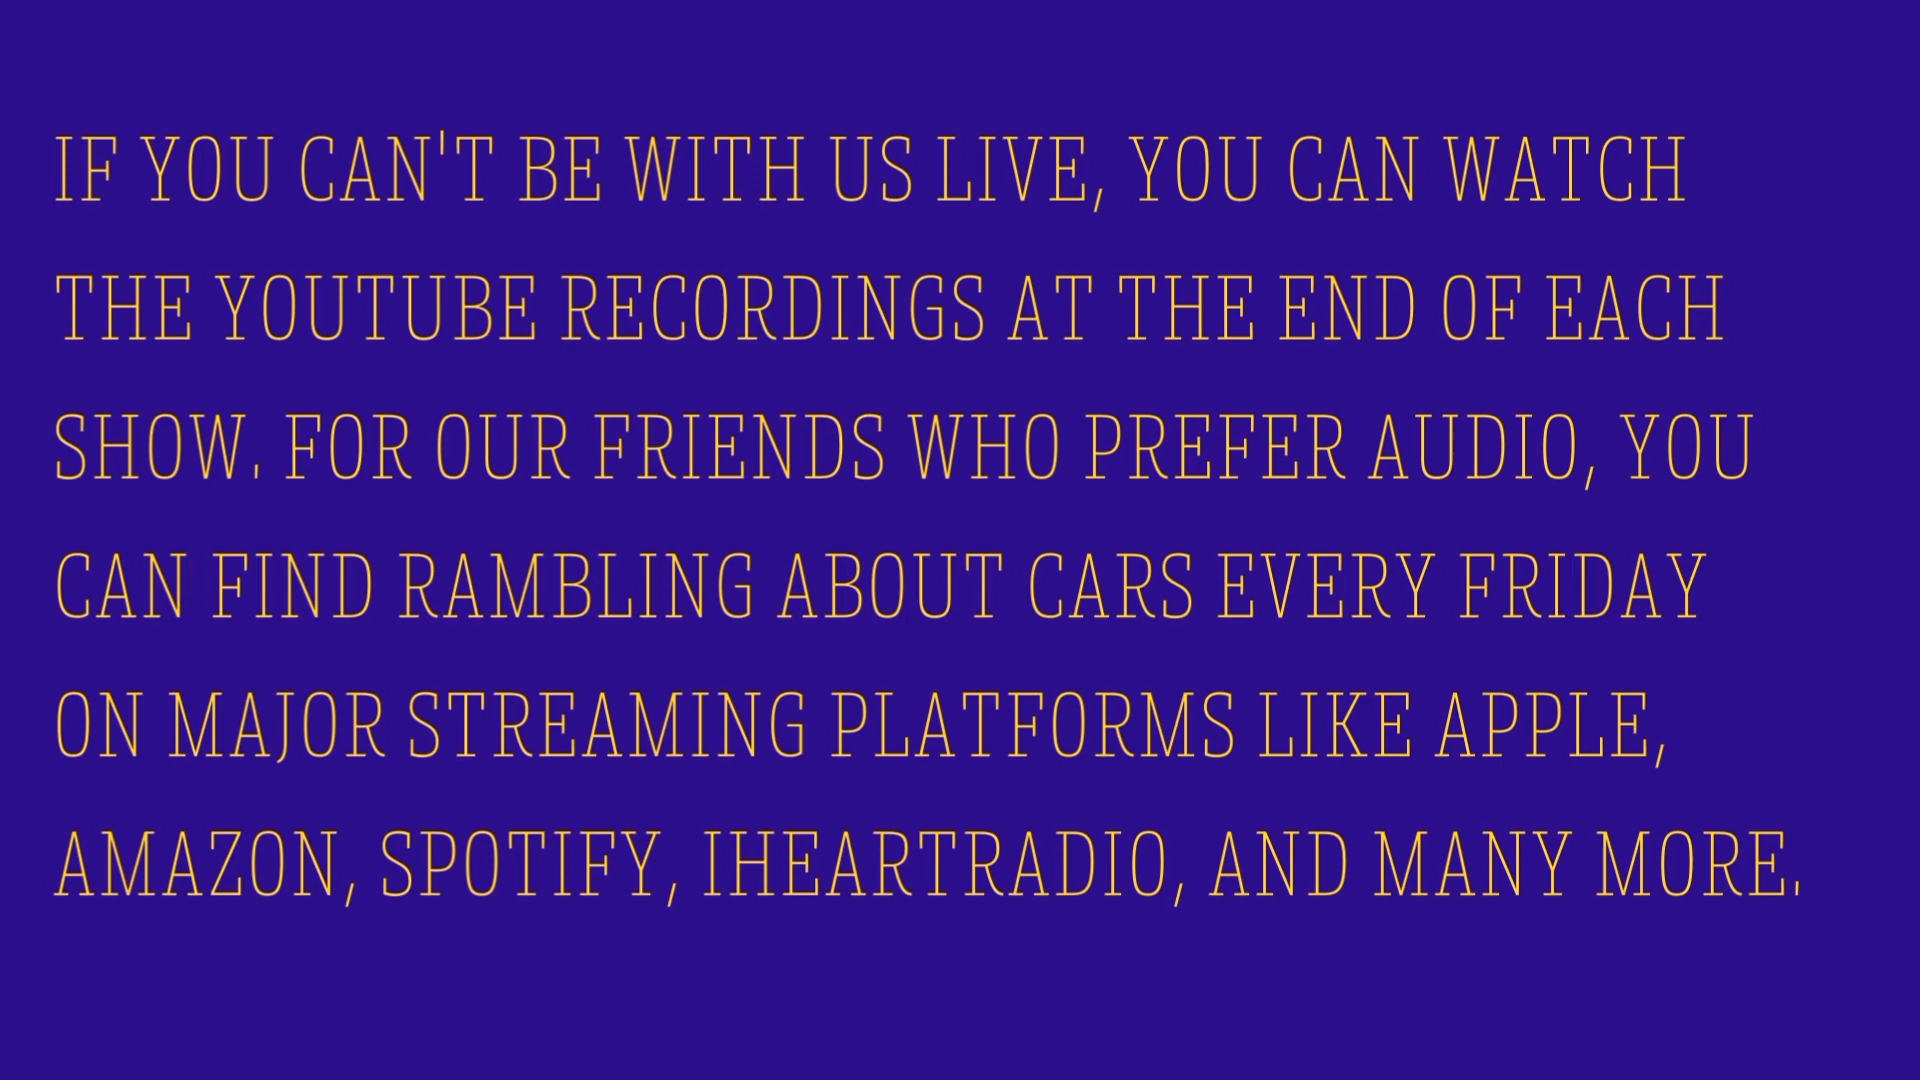 IF YOU CAN'T BE WITH US LIVE, YOU CAN WATCH
THE YOUTUBE RECORDINGS AT THE END OF EACH
SHOW. FOR OUR FRIENDS WHO PREFER AUDIO, YOU
CAN FIND RAMBLING ABOUT CARS EVERY FRIDAY
ON MAJOR STREAMING PLATFORMS LIKE APPLE,
AMAZON, SPOTIFY, IHEARTRADIO, AND MANY MORE.